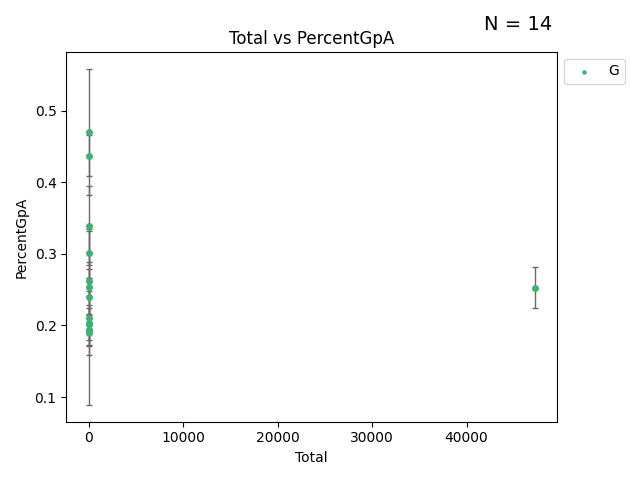 N = 14
Total vs PercentGpA
G
PercentGpA
0.5
0.4
0.3
0.2
0.1
0 10000 20000 30000 40000
Total